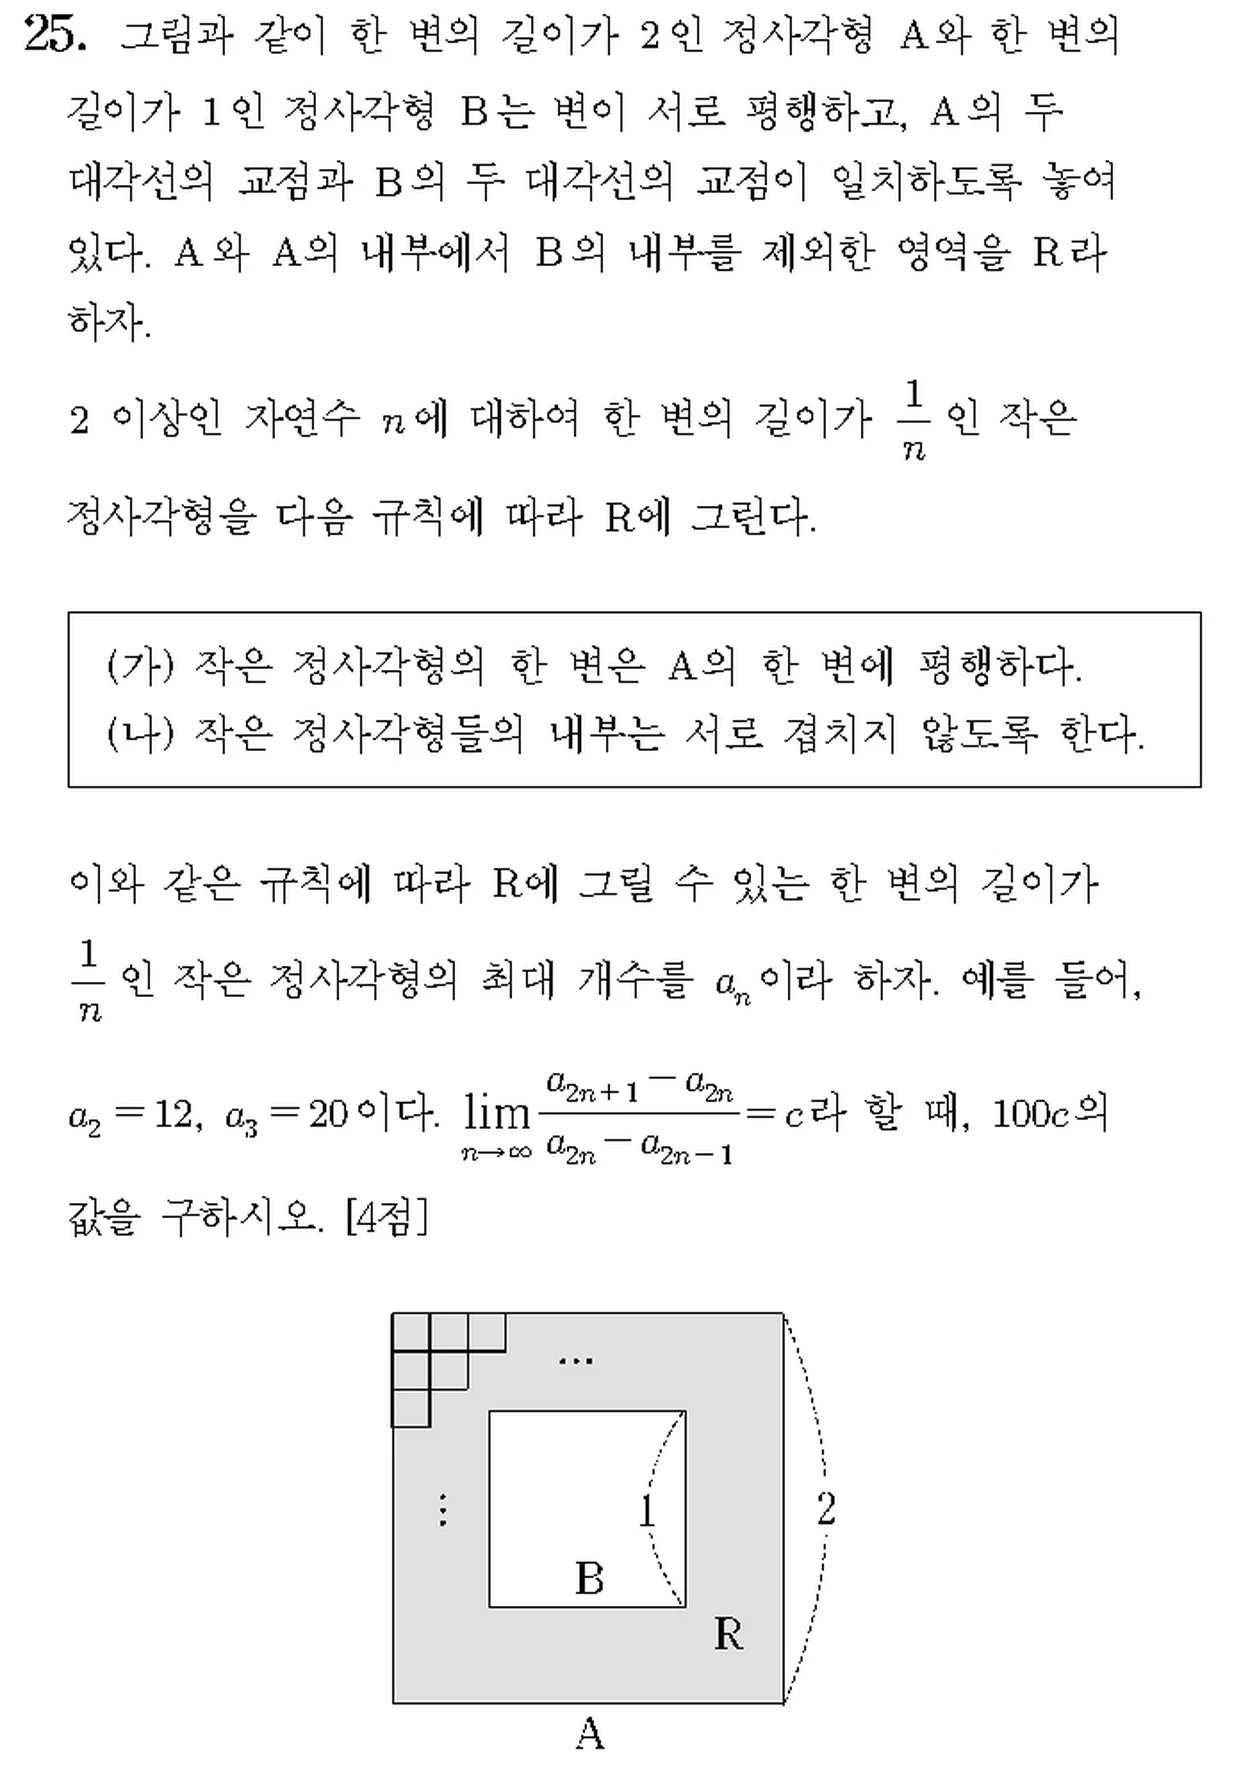 25. 그림과 같이 한 변의 길이가 2인 정사각형 A와 한 변의
길이가 1인 정사각형 B는 변이 서로 평행하고, A의 두
대각선의 교점과 B의 두 대각선의 교점이 일치하도록 놓여
있다. A와 A의 내부에서 B의 내부를 제외한 영역을 R라
하자.
2 이상인 자연수 n에 대하여 한 변의 길이가 \frac{1}{n}인 작은
정사각형을 다음 규칙에 따라 R에 그린다.
(가) 작은 정사각형의 한 변은 A의 한 변에 평행하다.
(나) 작은 정사각형들의 내부는 서로 겹치지 않도록 한다.
이와 같은 규칙에 따라 R에 그릴 수 있는 한 변의 길이가
\frac{1}{n}인 작은 정사각형의 최대 개수를 a_n이라 하자. 예를 들어,
a_2=12, a_3=20이다. \lim_{n→∞} \frac{a_{2n+1}-a_{2n}}{a_{2n}-a_{2n-1}}=c라 할 때, 100c의
값을 구하시오. [4점]
…
⋮
1
2
B
R
A